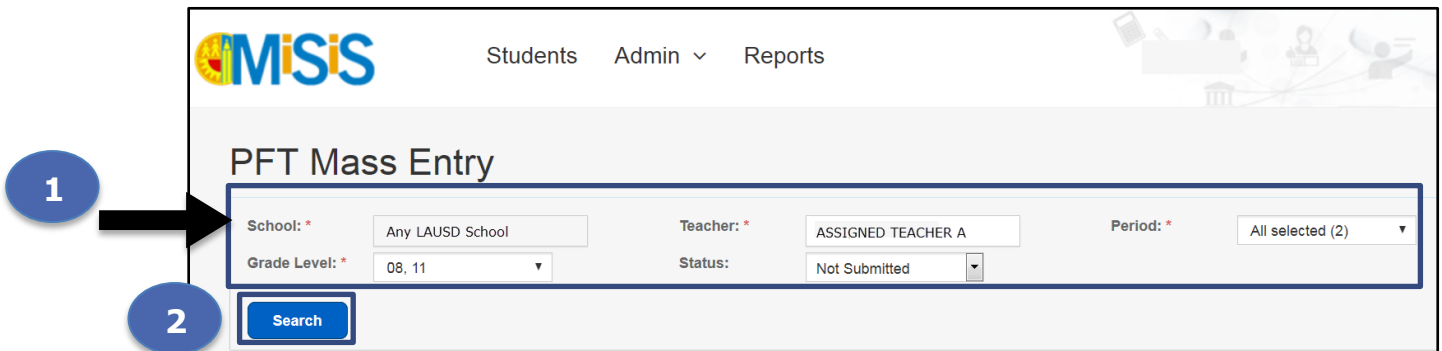 MiSiS Students Admin Reports
PFT Mass Entry
1
School: * Any LAUSD School Teacher: * ASSIGNED TEACHER A Period: * All selected (2)
Grade Level: * 08, 11 Status: Not Submitted
2 Search